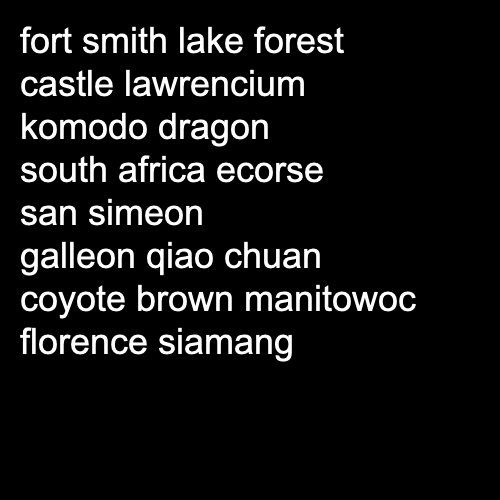 fort smith lake forest
castle lawrencium
komodo dragon
south africa ecorse
san simeon
galleon qiao chuan
coyote brown manitowoc
florence siamang